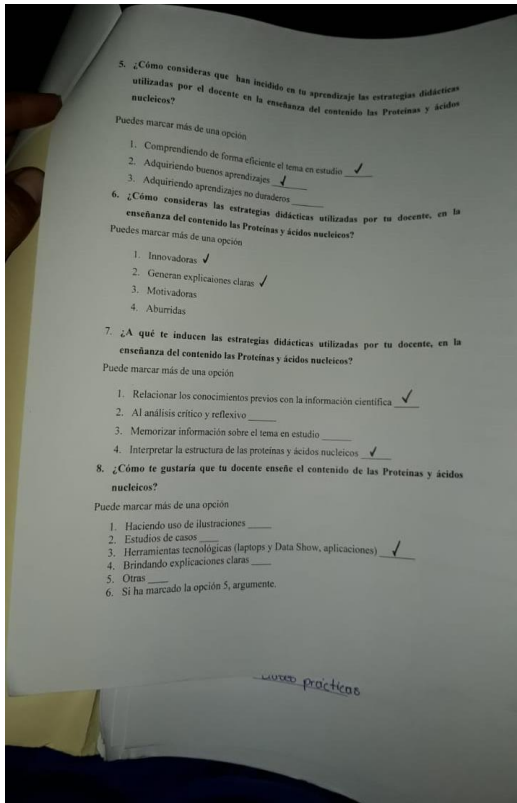 5. ¿Cómo consideras que han incidido en tu aprendizaje las estrategias didácticas
utilizadas por el docente en la enseñanza del contenido las Proteínas y ácidos
nucleicos?
Puedes marcar más de una opción
1. Comprendiendo de forma eficiente el tema en estudio ✓
2. Adquiriendo buenos aprendizajes ✓
3. Adquiriendo aprendizajes no duraderos
6. ¿Cómo consideras las estrategias didácticas utilizadas por tu docente, en la
enseñanza del contenido las Proteínas y ácidos nucleicos?
Puedes marcar más de una opción
1. Innovadoras ✓
2. Generan explicaiones claras ✓
3. Motivadoras
4. Aburridas
7. ¿A qué te inducen las estrategias didácticas utilizadas por tu docente, en la
enseñanza del contenido las Proteínas y ácidos nucleicos?
Puede marcar más de una opción
1. Relacionar los conocimientos previos con la información científica ✓
2. Al análisis crítico y reflexivo
3. Memorizar información sobre el tema en estudio
4. Interpretar la estructura de las proteínas y ácidos nucleicos ✓
8. ¿Cómo te gustaría que tu docente enseñe el contenido de las Proteínas y ácidos
nucleicos?
Puede marcar más de una opción
1. Haciendo uso de ilustraciones
2. Estudios de casos
3. Herramientas tecnológicas (laptops y Data Show, aplicaciones) ✓
4. Brindando explicaciones claras
5. Otras
6. Si ha marcado la opción 5, argumente.
practicas